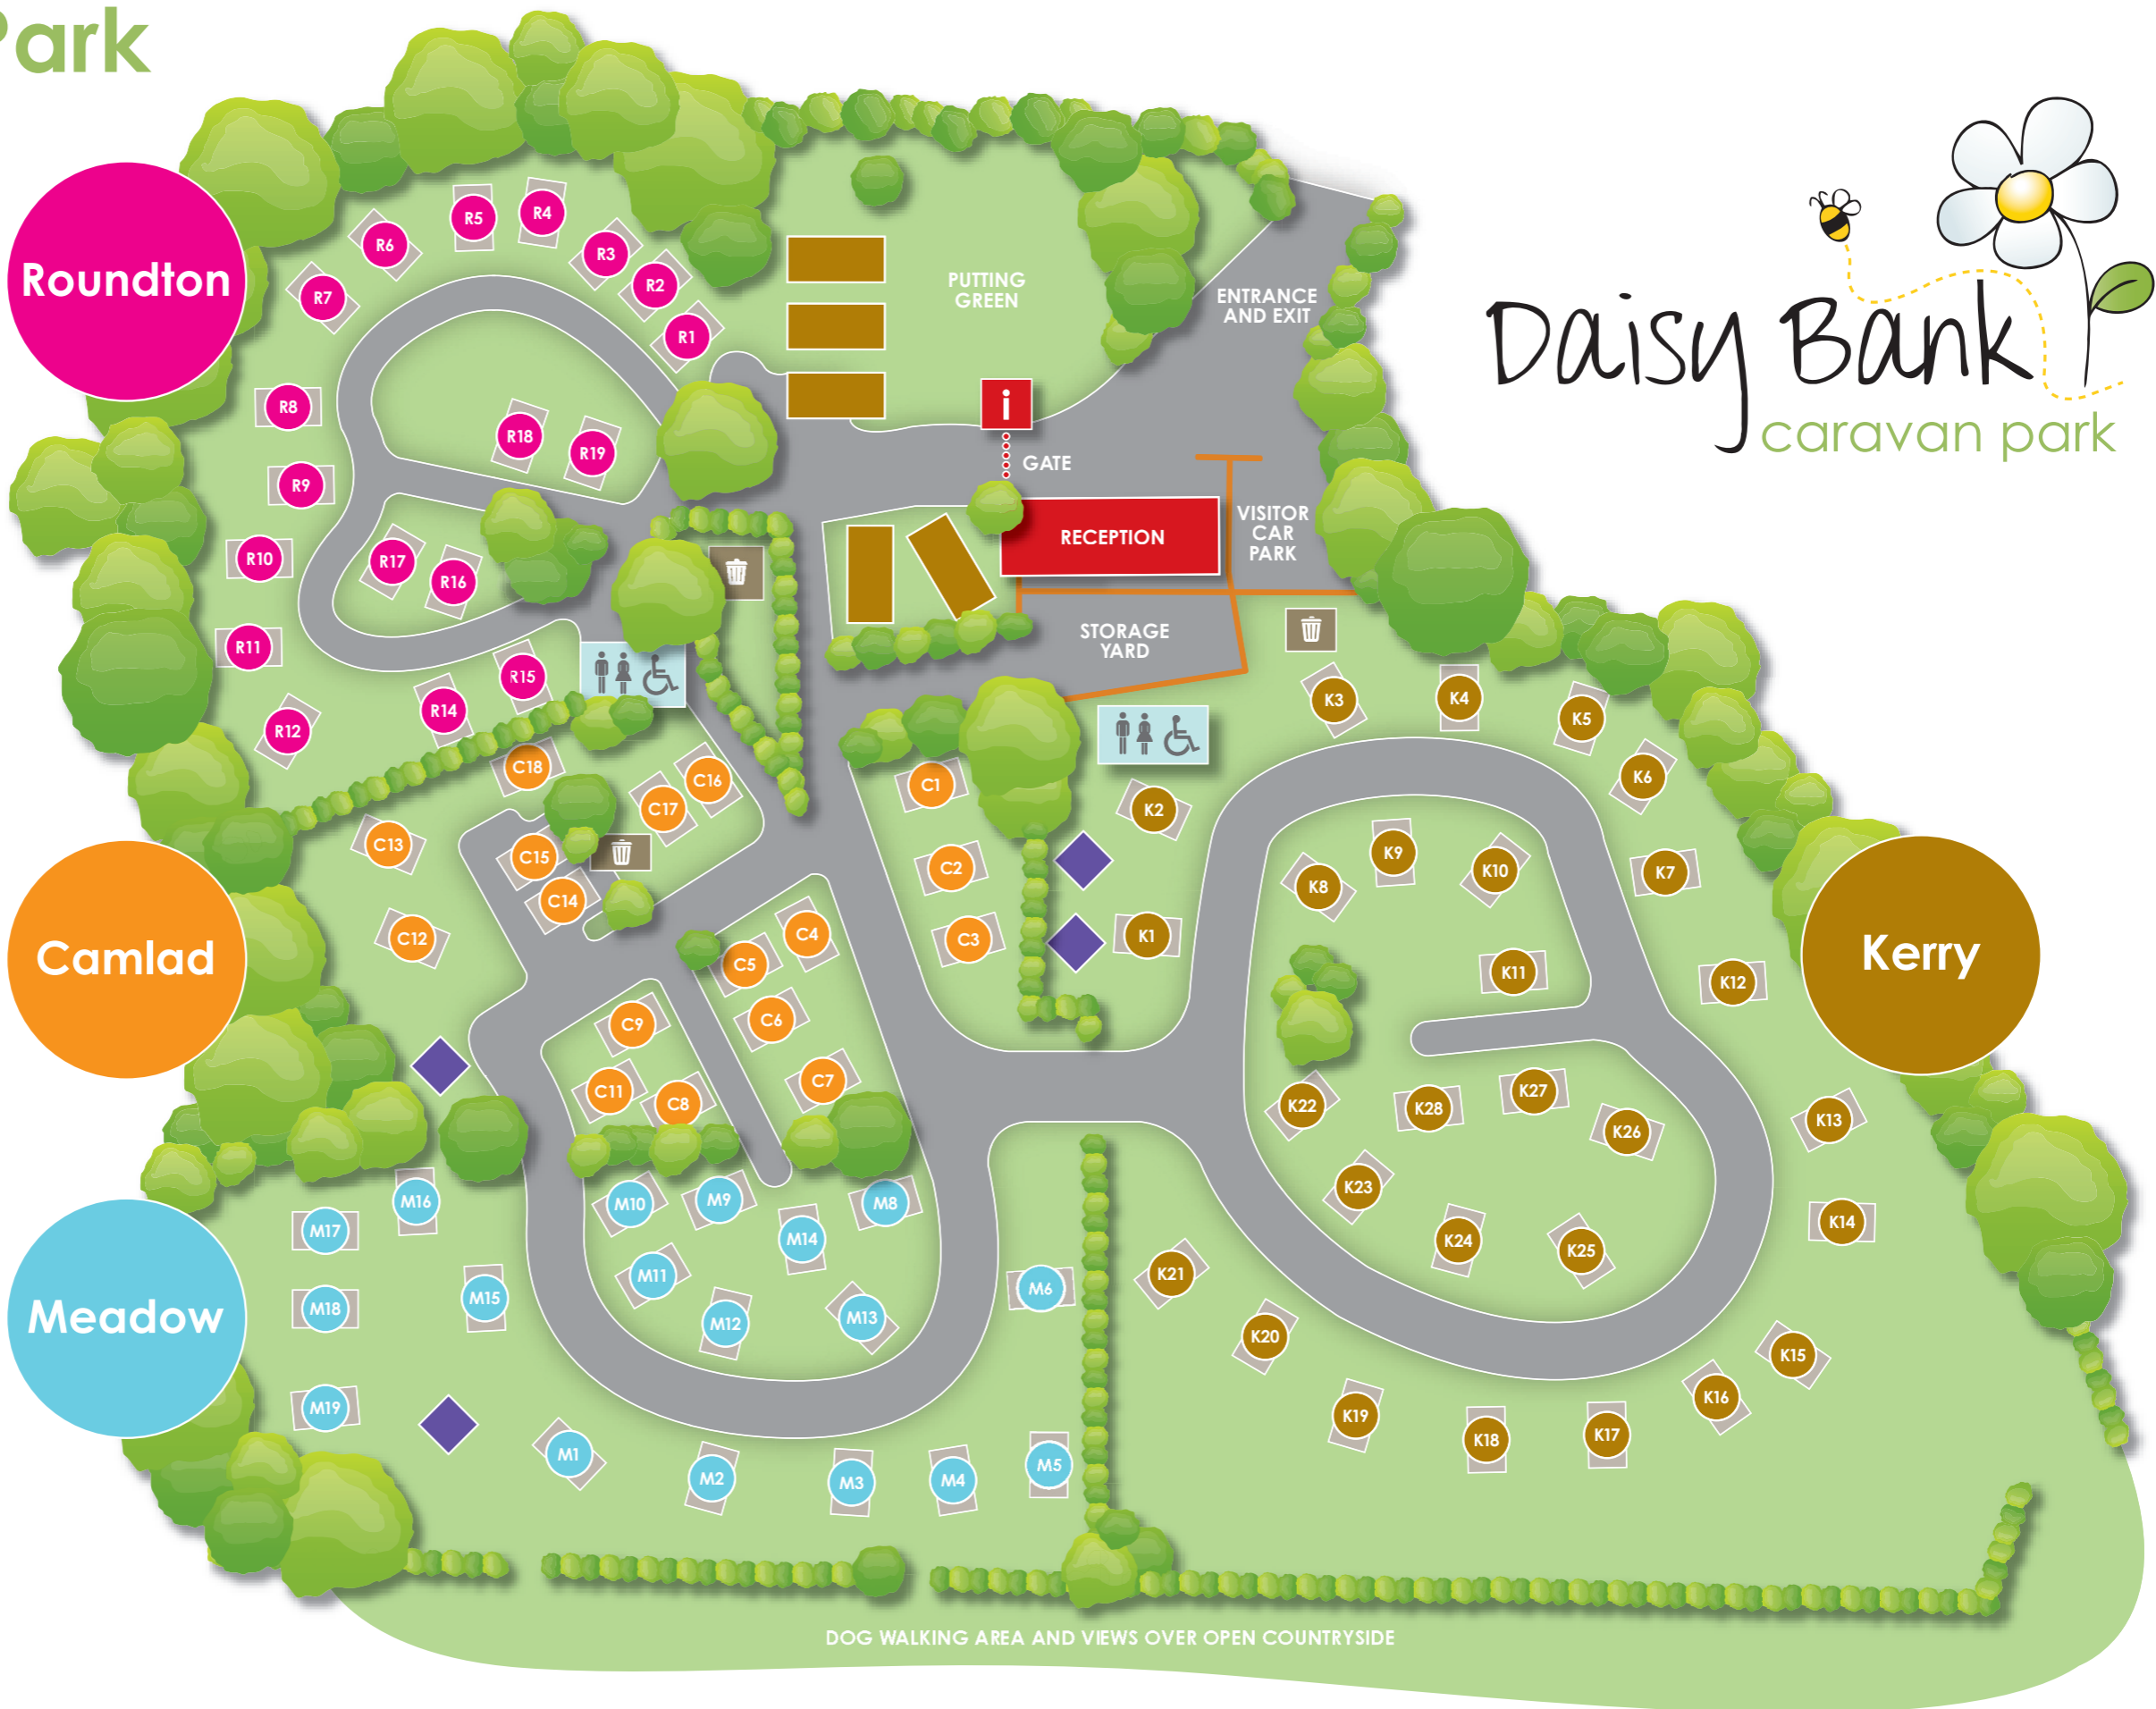 Park
Daisy Bank
caravan park
Roundton
Camlad
Meadow
Kerry
PUTTING
GREEN
ENTRANCE
AND EXIT
i
GATE
RECEPTION
VISITOR
CAR
PARK
STORAGE
YARD
R1
R2
R3
R4
R5
R6
R7
R8
R9
R10
R11
R12
R14
R15
R16
R17
R18
R19
C1
C2
C3
C4
C5
C6
C7
C8
C9
C11
C12
C13
C14
C15
C16
C17
C18
M1
M2
M3
M4
M5
M6
M8
M9
M10
M11
M12
M13
M14
M15
M16
M17
M18
M19
K1
K2
K3
K4
K5
K6
K7
K8
K9
K10
K11
K12
K13
K14
K15
K16
K17
K18
K19
K20
K21
K22
K23
K24
K25
K26
K27
K28
DOG WALKING AREA AND VIEWS OVER OPEN COUNTRYSIDE